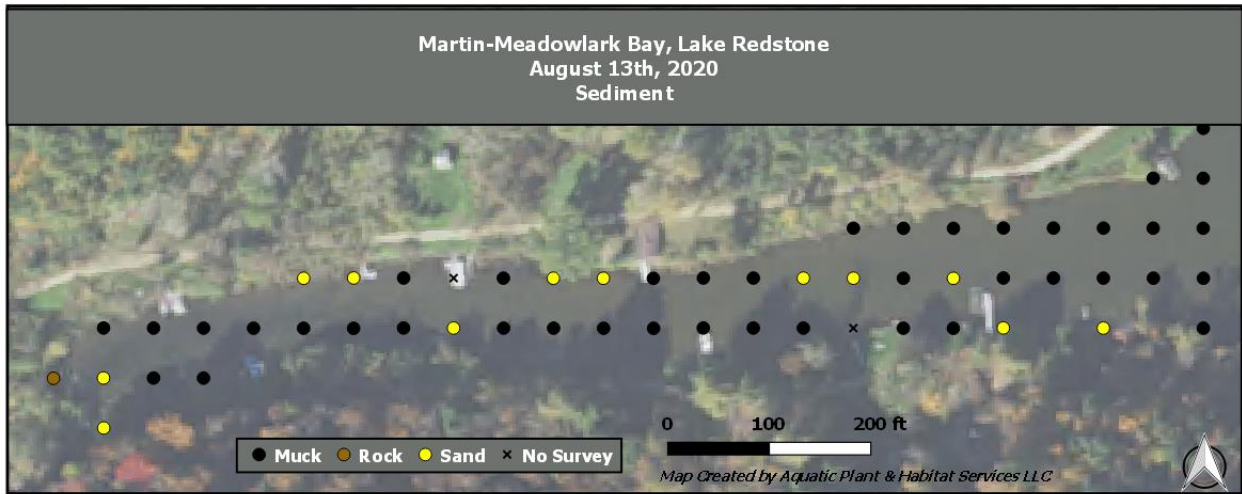 Martin-Meadowlark Bay, Lake Redstone
August 13th, 2020
Sediment
0 100 200 ft
Muck Rock Sand No Survey
Map Created by Aquatic Plant & Habitat Services LLC